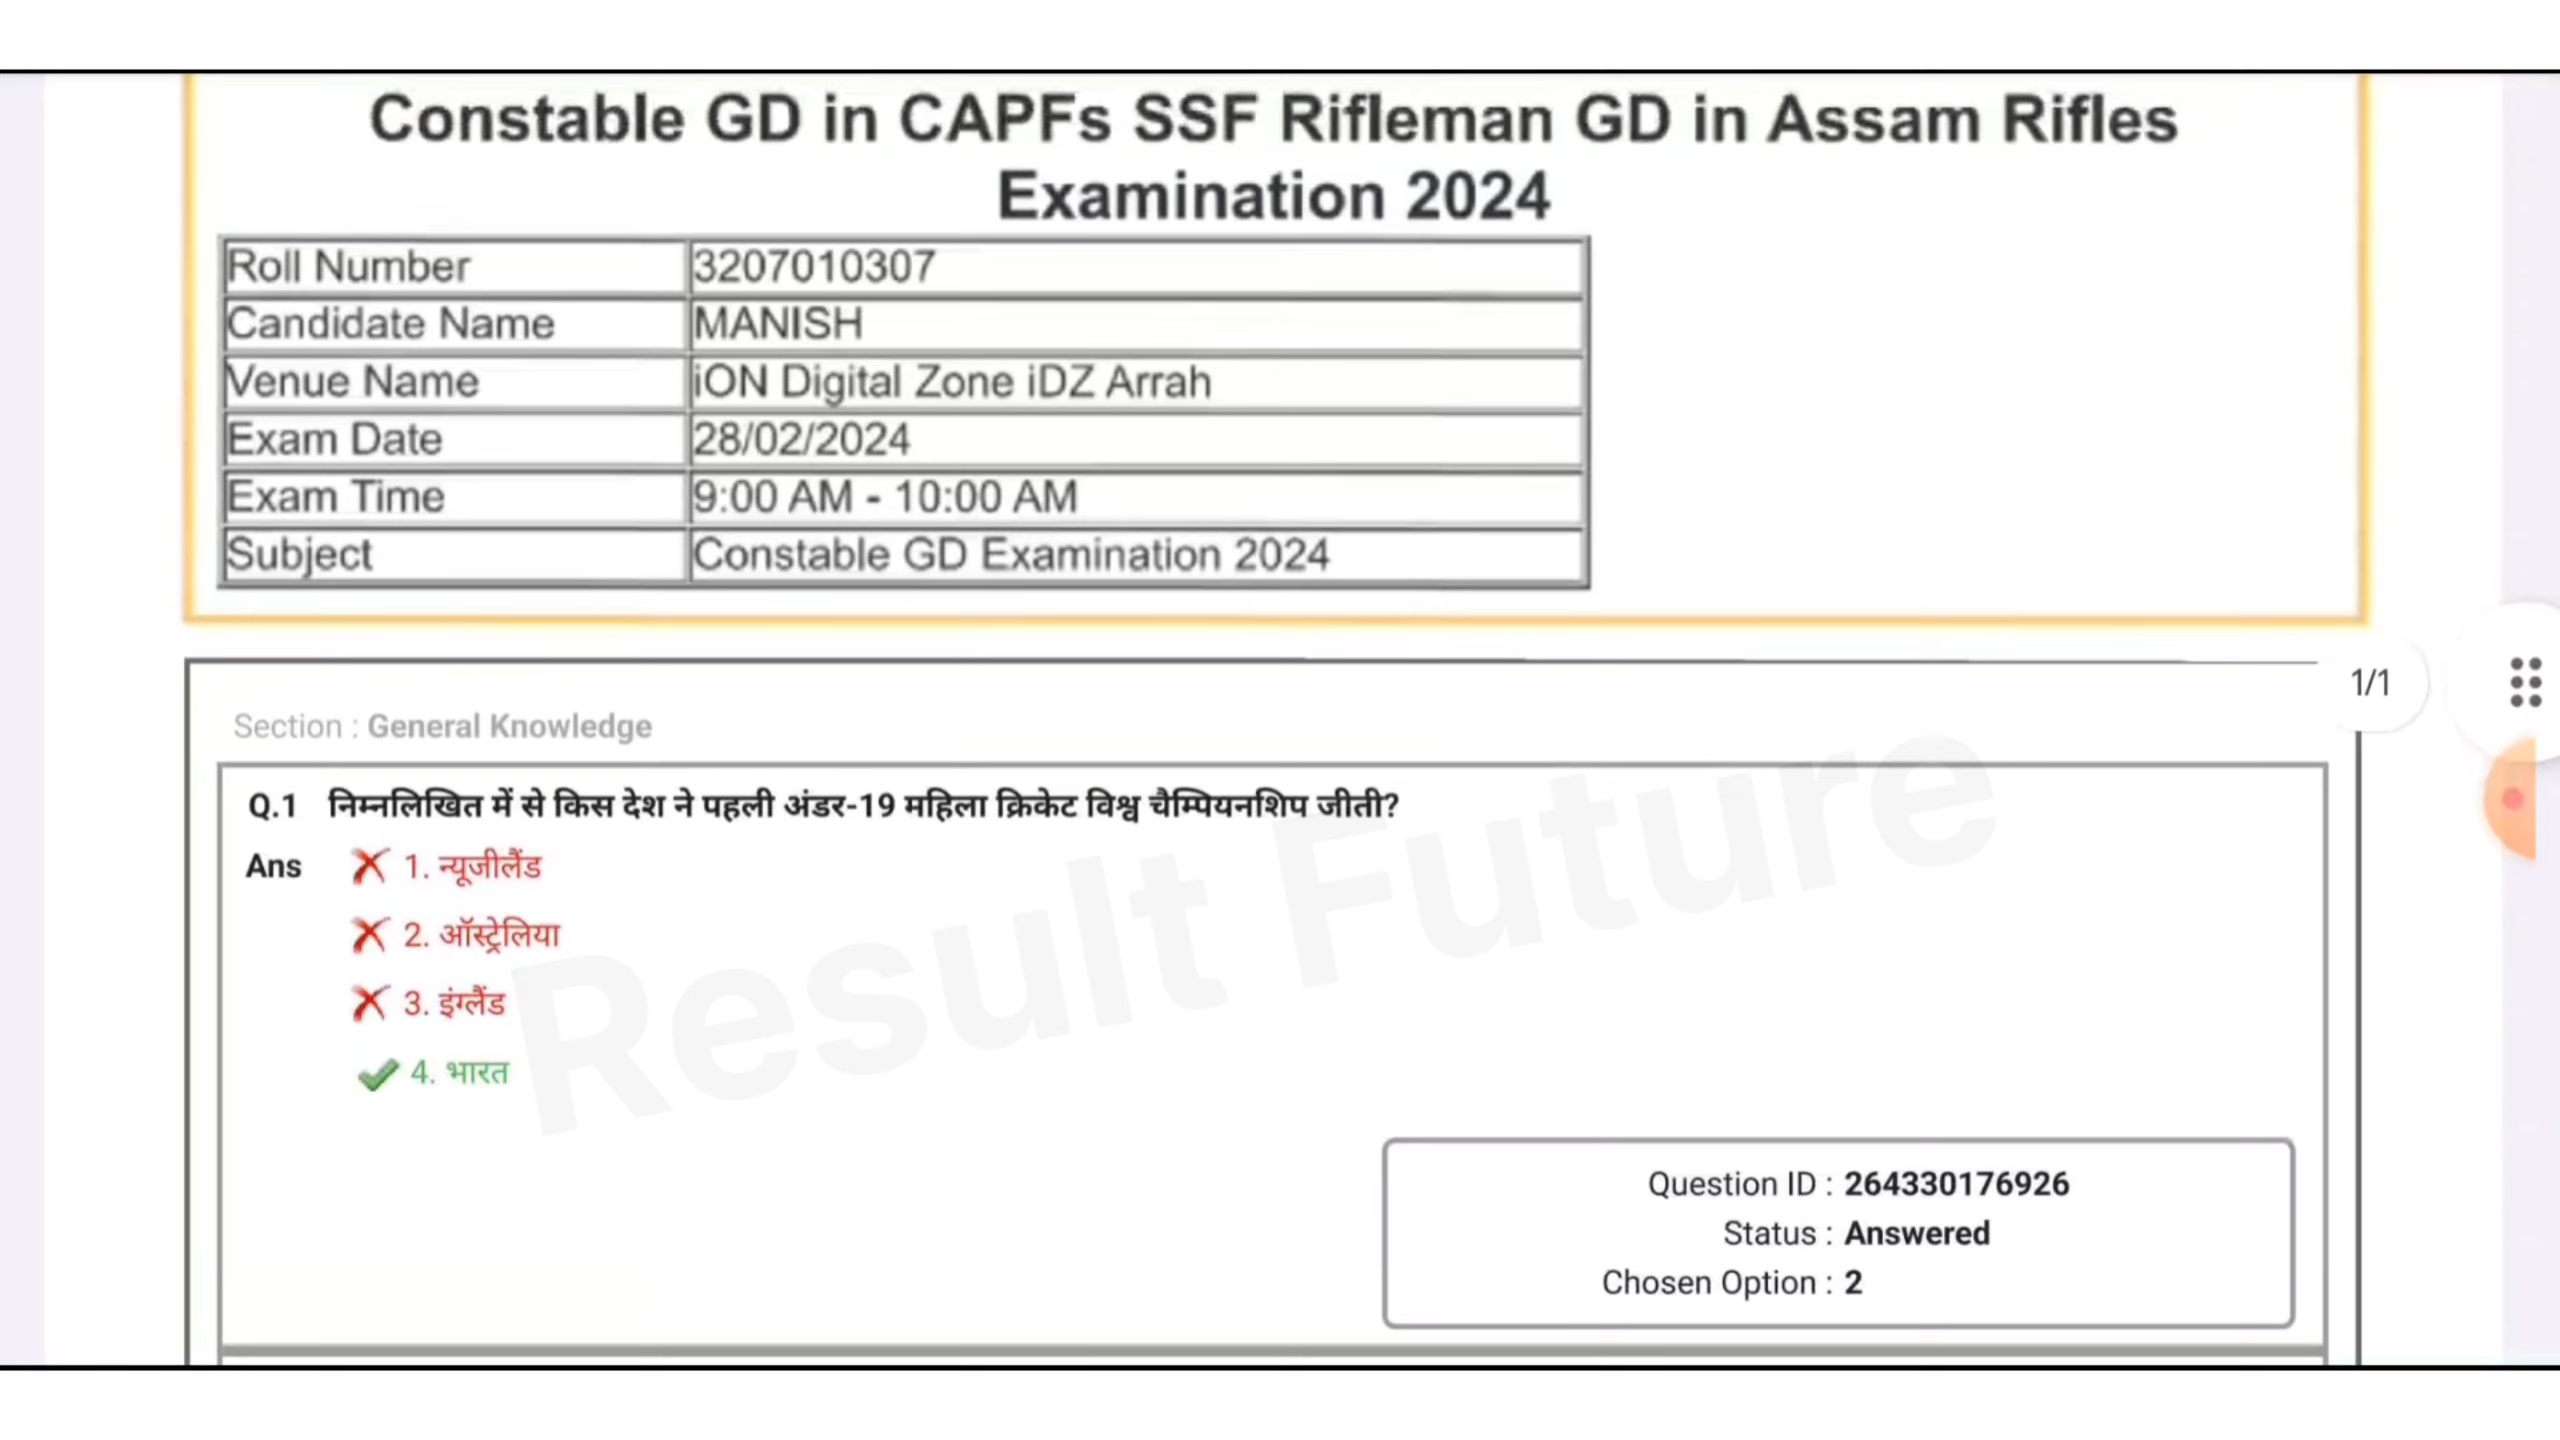 Constable GD in CAPFs SSF Rifleman GD in Assam Rifles
Examination 2024
Roll Number 3207010307
Candidate Name MANISH
Venue Name iON Digital Zone iDZ Arrah
Exam Date 28/02/2024
Exam Time 9:00 AM - 10:00 AM
Subject Constable GD Examination 2024
1/1
Section : General Knowledge
Q.1 निम्नलिखित में से किस देश ने पहली अंडर-19 महिला क्रिकेट विश्व चैम्पियनशिप जीती?
Ans 1. न्यूजीलैंड
2. ऑस्ट्रेलिया
3. इंग्लैंड
4. भारत
Result Future
Question ID : 264330176926
Status : Answered
Chosen Option : 2